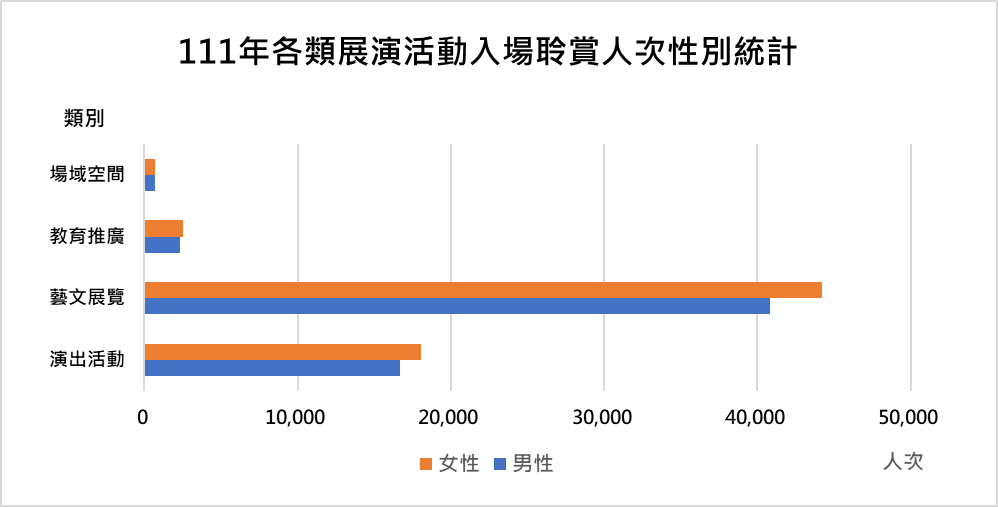 111年各類展演活動入場聆賞人次性別統計
類別
場域空間
教育推廣
藝文展覽
演出活動
0 10,000 20,000 30,000 40,000 50,000
女性 男性 人次